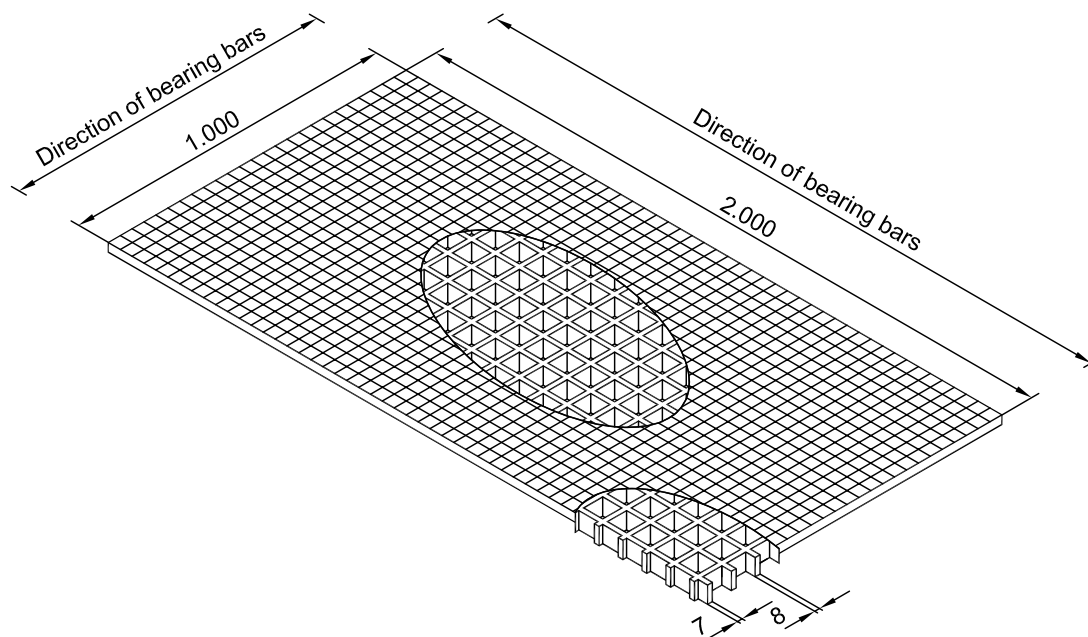 Direction of bearing bars
1.000
Direction of bearing bars
2.000
7
8